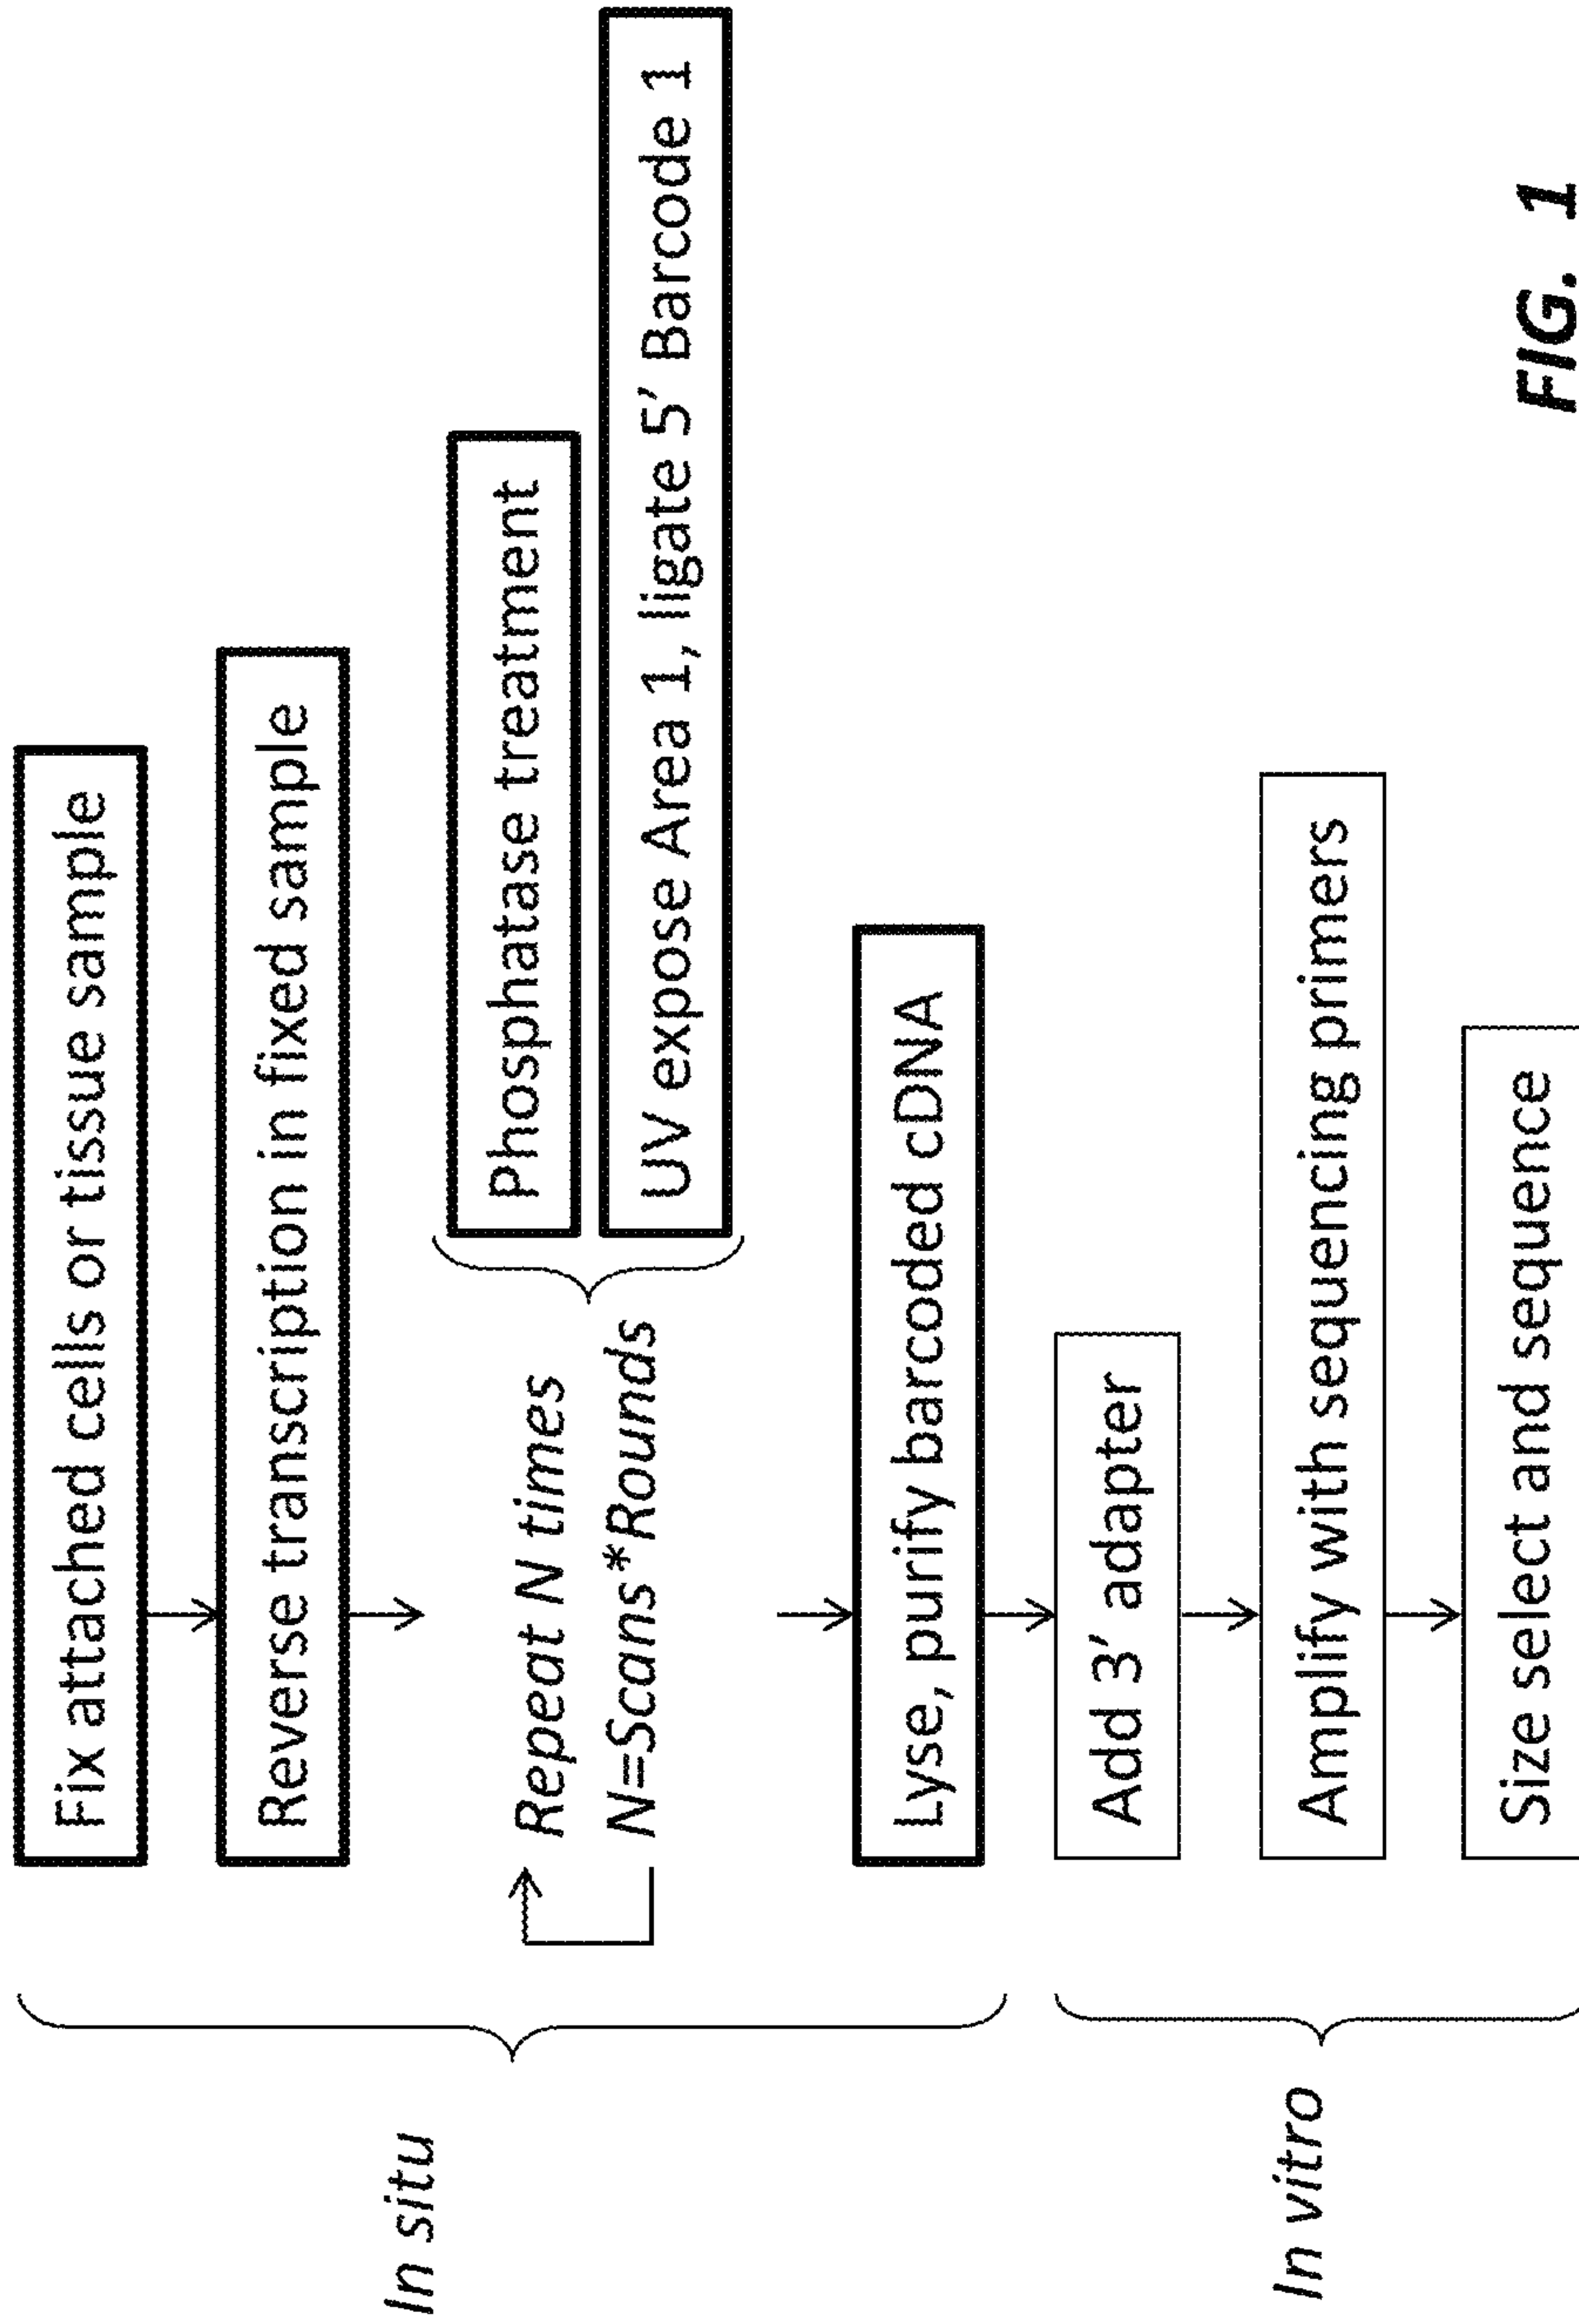 In situ
Fix attached cells or tissue sample
Reverse transcription in fixed sample
Repeat N times
N=Scans*Rounds
Phosphatase treatment
UV expose Area 1, ligate 5' Barcode 1
Lyse, purify barcoded cDNA
In vitro
Add 3' adapter
Amplify with sequencing primers
Size select and sequence
FIG. 1